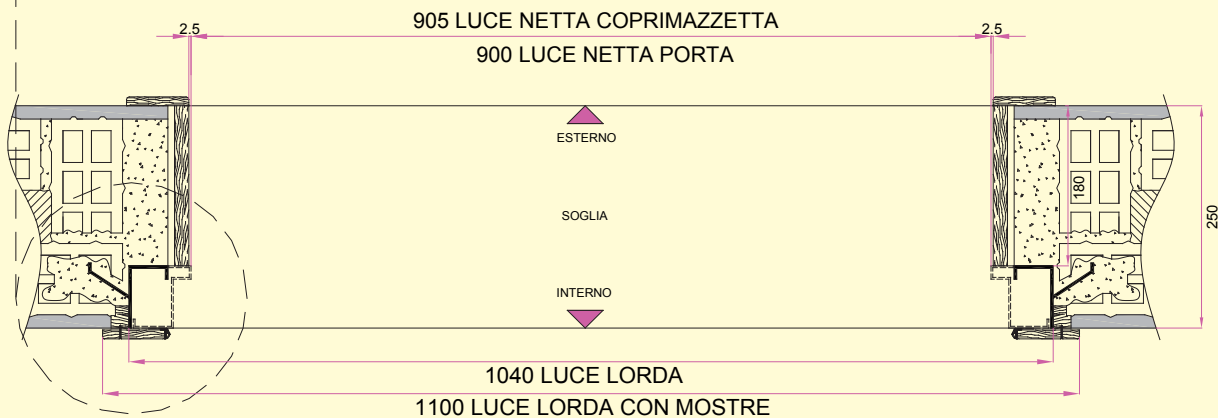 905 LUCE NETTA COPRIMAZZETTA
2.5
2.5
900 LUCE NETTA PORTA
ESTERNO
180
SOGLIA
250
INTERNO
1040 LUCE LORDA
1100 LUCE LORDA CON MOSTRE